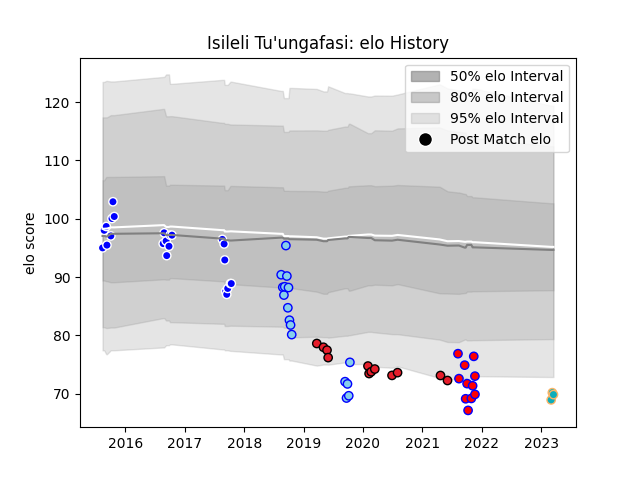 Isileli Tu'ungafasi: elo History
50% elo Interval
80% elo Interval
95% elo Interval
Post Match elo
elo score
120
110
100
90
80
70
2016 2017 2018 2019 2020 2021 2022 2023